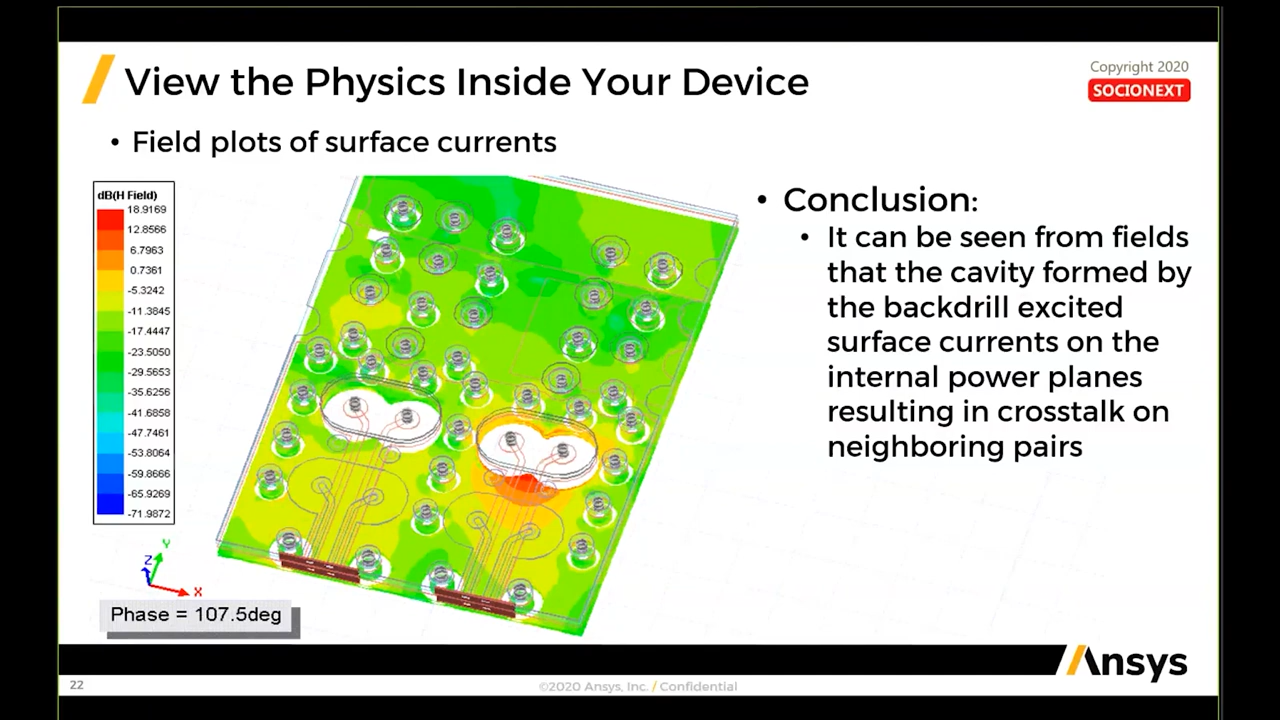 View the Physics Inside Your Device
Copyright 2020
SOCIONEXT
• Field plots of surface currents
dB(H Field)
18.9169
12.8566
6.7963
0.7361
-5.3242
-11.3845
-17.4447
-23.5050
-29.5653
-35.6256
-41.6858
-47.7461
-53.8064
-59.8666
-65.9269
-71.9872
Y
Z
X
Phase = 107.5deg
• Conclusion:
• It can be seen from fields
that the cavity formed by
the backdrill excited
surface currents on the
internal power planes
resulting in crosstalk on
neighboring pairs
Ansys
22
©2020 Ansys, Inc. / Confidential